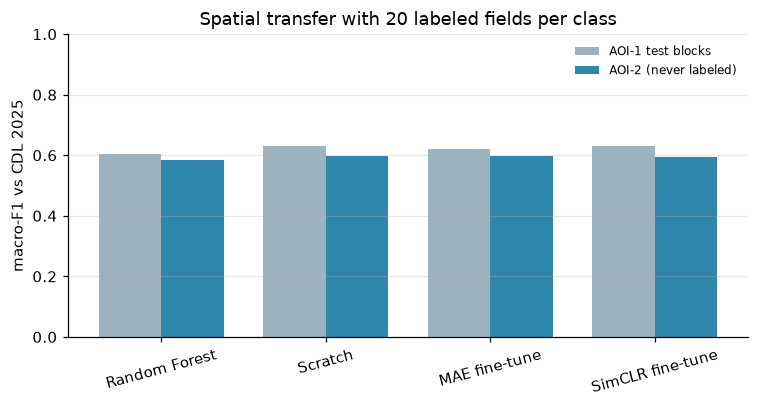 Spatial transfer with 20 labeled fields per class
AOI-1 test blocks
AOI-2 (never labeled)
macro-F1 vs CDL 2025
1.0
0.8
0.6
0.4
0.2
0.0
Random Forest
Scratch
MAE fine-tune
SimCLR fine-tune